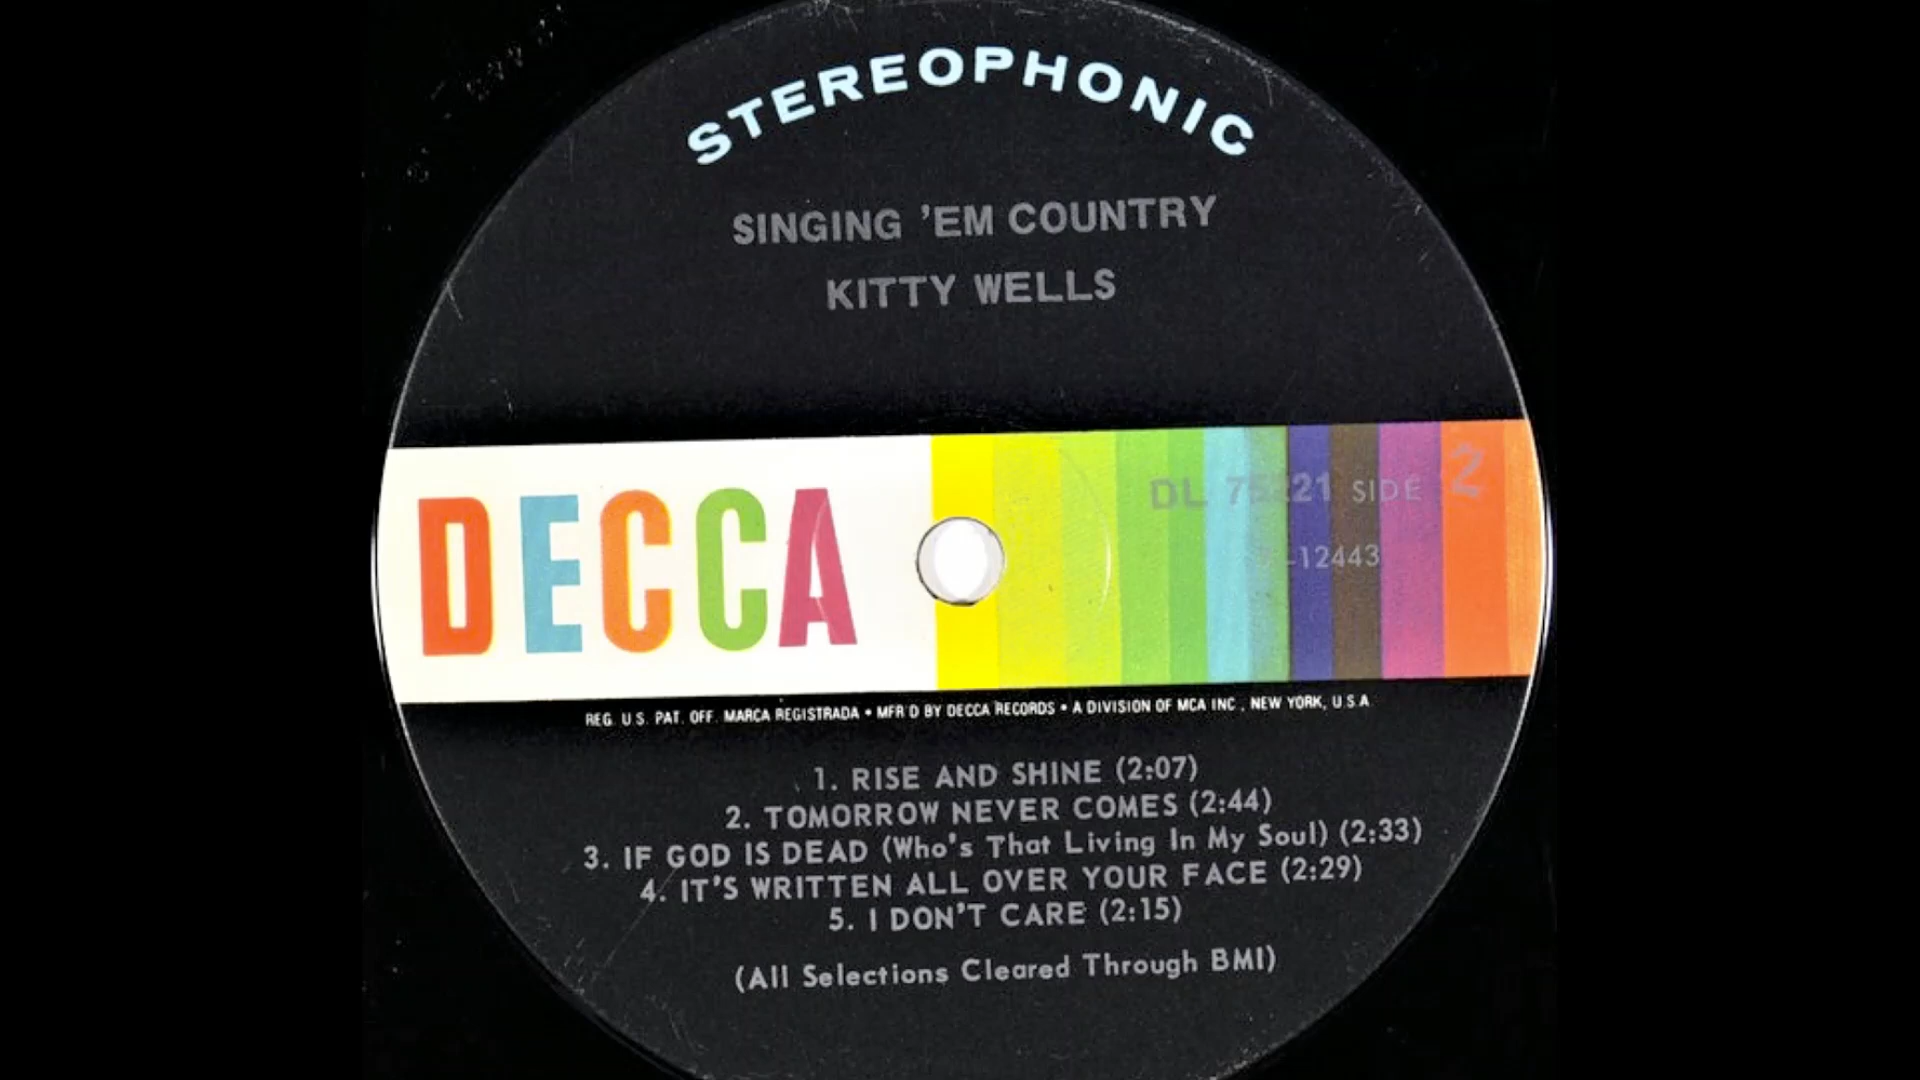 STEREOPHONIC
SINGING 'EM COUNTRY
KITTY WELLS
DECCA
DL 75221 SIDE 2
-12443
REG. U.S. PAT. OFF. MARCA REGISTRADA • MFR'D BY DECCA RECORDS • A DIVISION OF MCA INC., NEW YORK, U.S.A.
1. RISE AND SHINE (2:07)
2. TOMORROW NEVER COMES (2:44)
3. IF GOD IS DEAD (Who's That Living In My Soul) (2:33)
4. IT'S WRITTEN ALL OVER YOUR FACE (2:29)
5. I DON'T CARE (2:15)
(All Selections Cleared Through BMI)